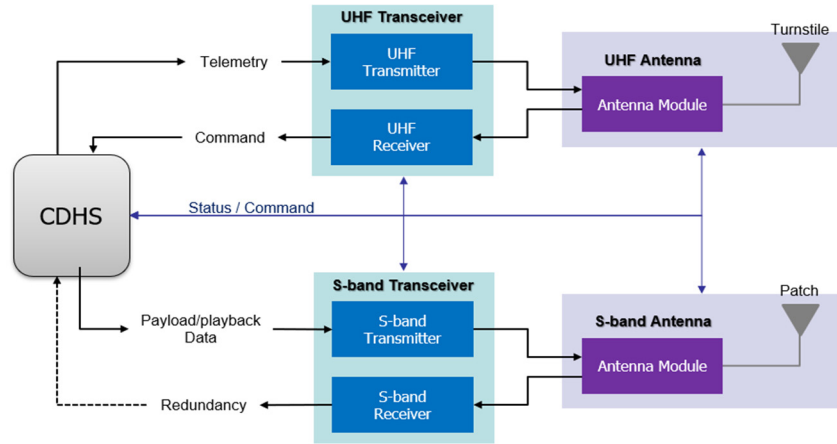 UHF Transceiver
Turnstile
UHF
Transmitter
Telemetry
UHF Antenna
Antenna Module
Command
UHF
Receiver
CDHS
Status / Command
S-band Transceiver
Patch
Payload/playback
Data
S-band
Transmitter
S-band Antenna
Antenna Module
Redundancy
S-band
Receiver